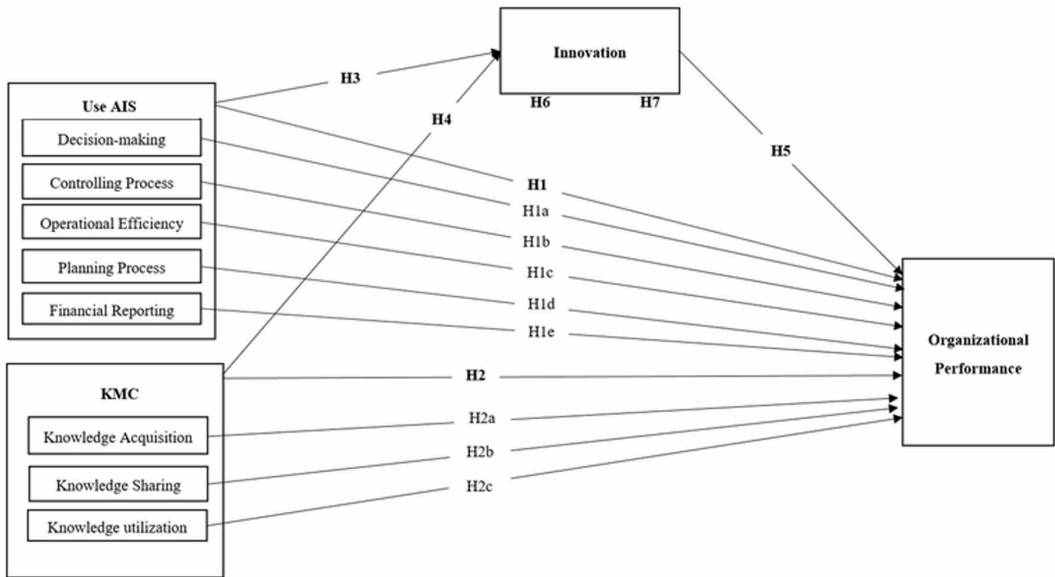 Innovation
H6 H7
H3
H4
H5
Use AIS
Decision-making
Controlling Process
Operational Efficiency
Planning Process
Financial Reporting
H1
H1a
H1b
H1c
H1d
H1e
Organizational
Performance
KMC
Knowledge Acquisition
Knowledge Sharing
Knowledge utilization
H2
H2a
H2b
H2c